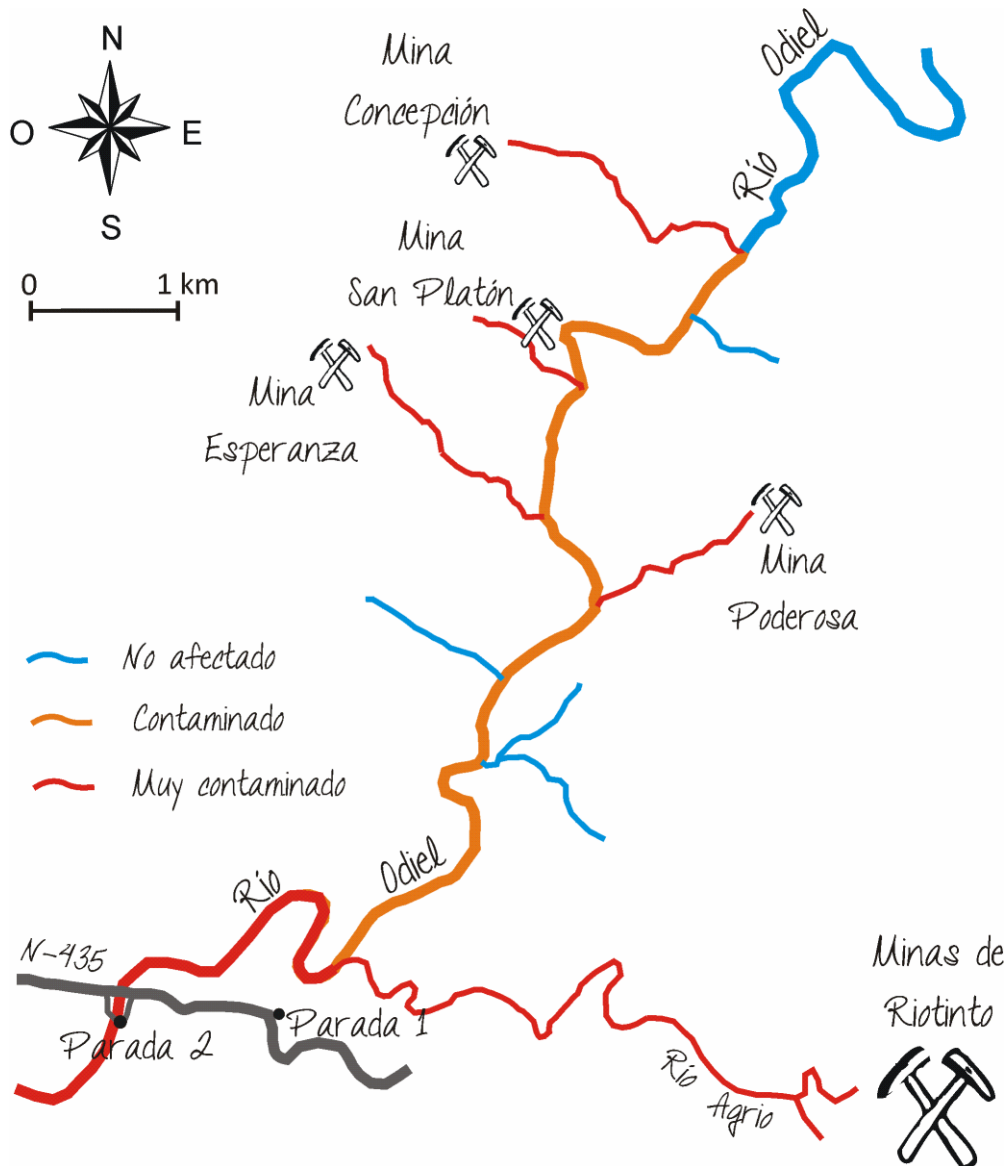 N
O
E
S
0
1 km
Mina
Concepción
Odiel
Río
Mina
San Platón
Mina
Esperanza
Mina
Poderosa
No afectado
Contaminado
Muy contaminado
Odiel
Río
N-435
Parada 1
Parada 2
Minas de
Riotinto
Río
Agrio